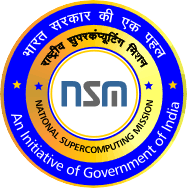 भारत सरकार की एक पहल
राष्ट्रीय सुपरकंप्यूटिंग मिशन
nsm
NATIONAL SUPERCOMPUTING MISSION
An Initiative of Government of India